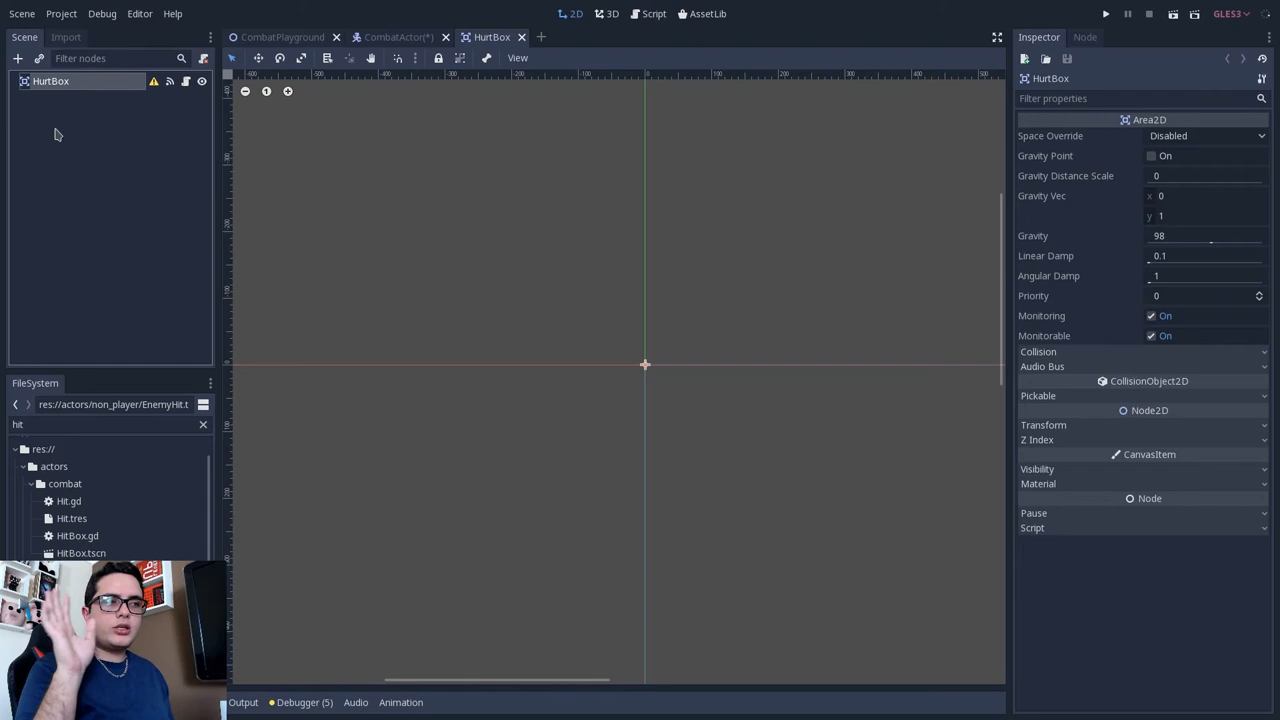 Scene Project Debug Editor Help 2D 3D Script AssetLib GLES3
Scene Import CombatPlayground CombatActor(*) HurtBox Inspector Node
Filter nodes View
HurtBox HurtBox
Filter properties
Area2D
Space Override Disabled
Gravity Point On
Gravity Distance Scale 0
Gravity Vec x 0
y 1
Gravity 98
Linear Damp 0.1
Angular Damp 1
Priority 0
Monitoring On
Monitorable On
Collision
Audio Bus
CollisionObject2D
Pickable
Node2D
Transform
Z Index
CanvasItem
Visibility
Material
Node
Pause
Script
FileSystem
res://actors/non_player/EnemyHit.t
hit
res://
actors
combat
Hit.gd
Hit.tres
HitBox.gd
HitBox.tscn
Output Debugger (5) Audio Animation